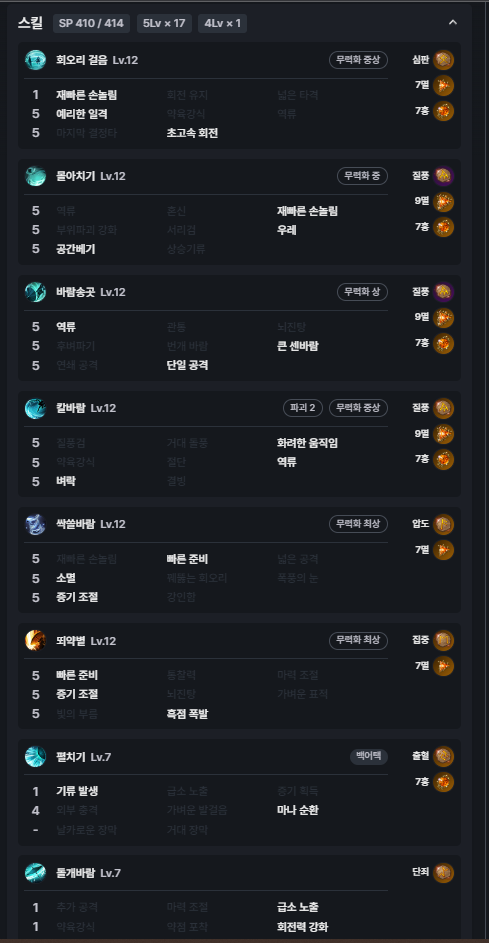 스킬 SP 410 / 414 5Lv × 17 4Lv × 1
회오리 걸음 Lv.12 무력화 중상 심판
7멸
1 재빠른 손놀림 회전 유지 넓은 타격
7홍
5 예리한 일격 약육강식 역류
5 마지막 결정타 초고속 회전
몰아치기 Lv.12 무력화 중 질풍
9멸
5 역류 혼신 재빠른 손놀림
7홍
5 부위파괴 강화 서리검 우레
5 공간베기 상승기류
바람송곳 Lv.12 무력화 상 질풍
9멸
5 역류 관통 뇌진탕
7홍
5 후벼파기 번개 바람 큰 센바람
5 연쇄 공격 단일 공격
칼바람 Lv.12 파괴 2 무력화 중상 질풍
9멸
5 질풍검 거대 돌풍 화려한 움직임
7홍
5 약육강식 절단 역류
5 벼락
싹쓸바람 Lv.12 무력화 최상 압도
7멸
5 재빠른 손놀림 빠른 준비 넓은 공격
5 소멸 폭풍의 눈
5 증기 조절 강인함
뙤약볕 Lv.12 무력화 최상 집중
7멸
5 빠른 준비 통찰력 마력 조절
5 증기 조절 뇌진탕 가벼운 표적
5 빛의 부름 흑점 폭발
펼치기 Lv.7 백어택 출혈
7홍
1 기류 발생 급소 노출 증기 획득
4 외부 충격 가벼운 발걸음 마나 순환
- 날카로운 장막 거대 장막
돌개바람 Lv.7 단죄
1 추가 공격 마력 조절 급소 노출
1 약육강식 약점 포착 회전력 강화